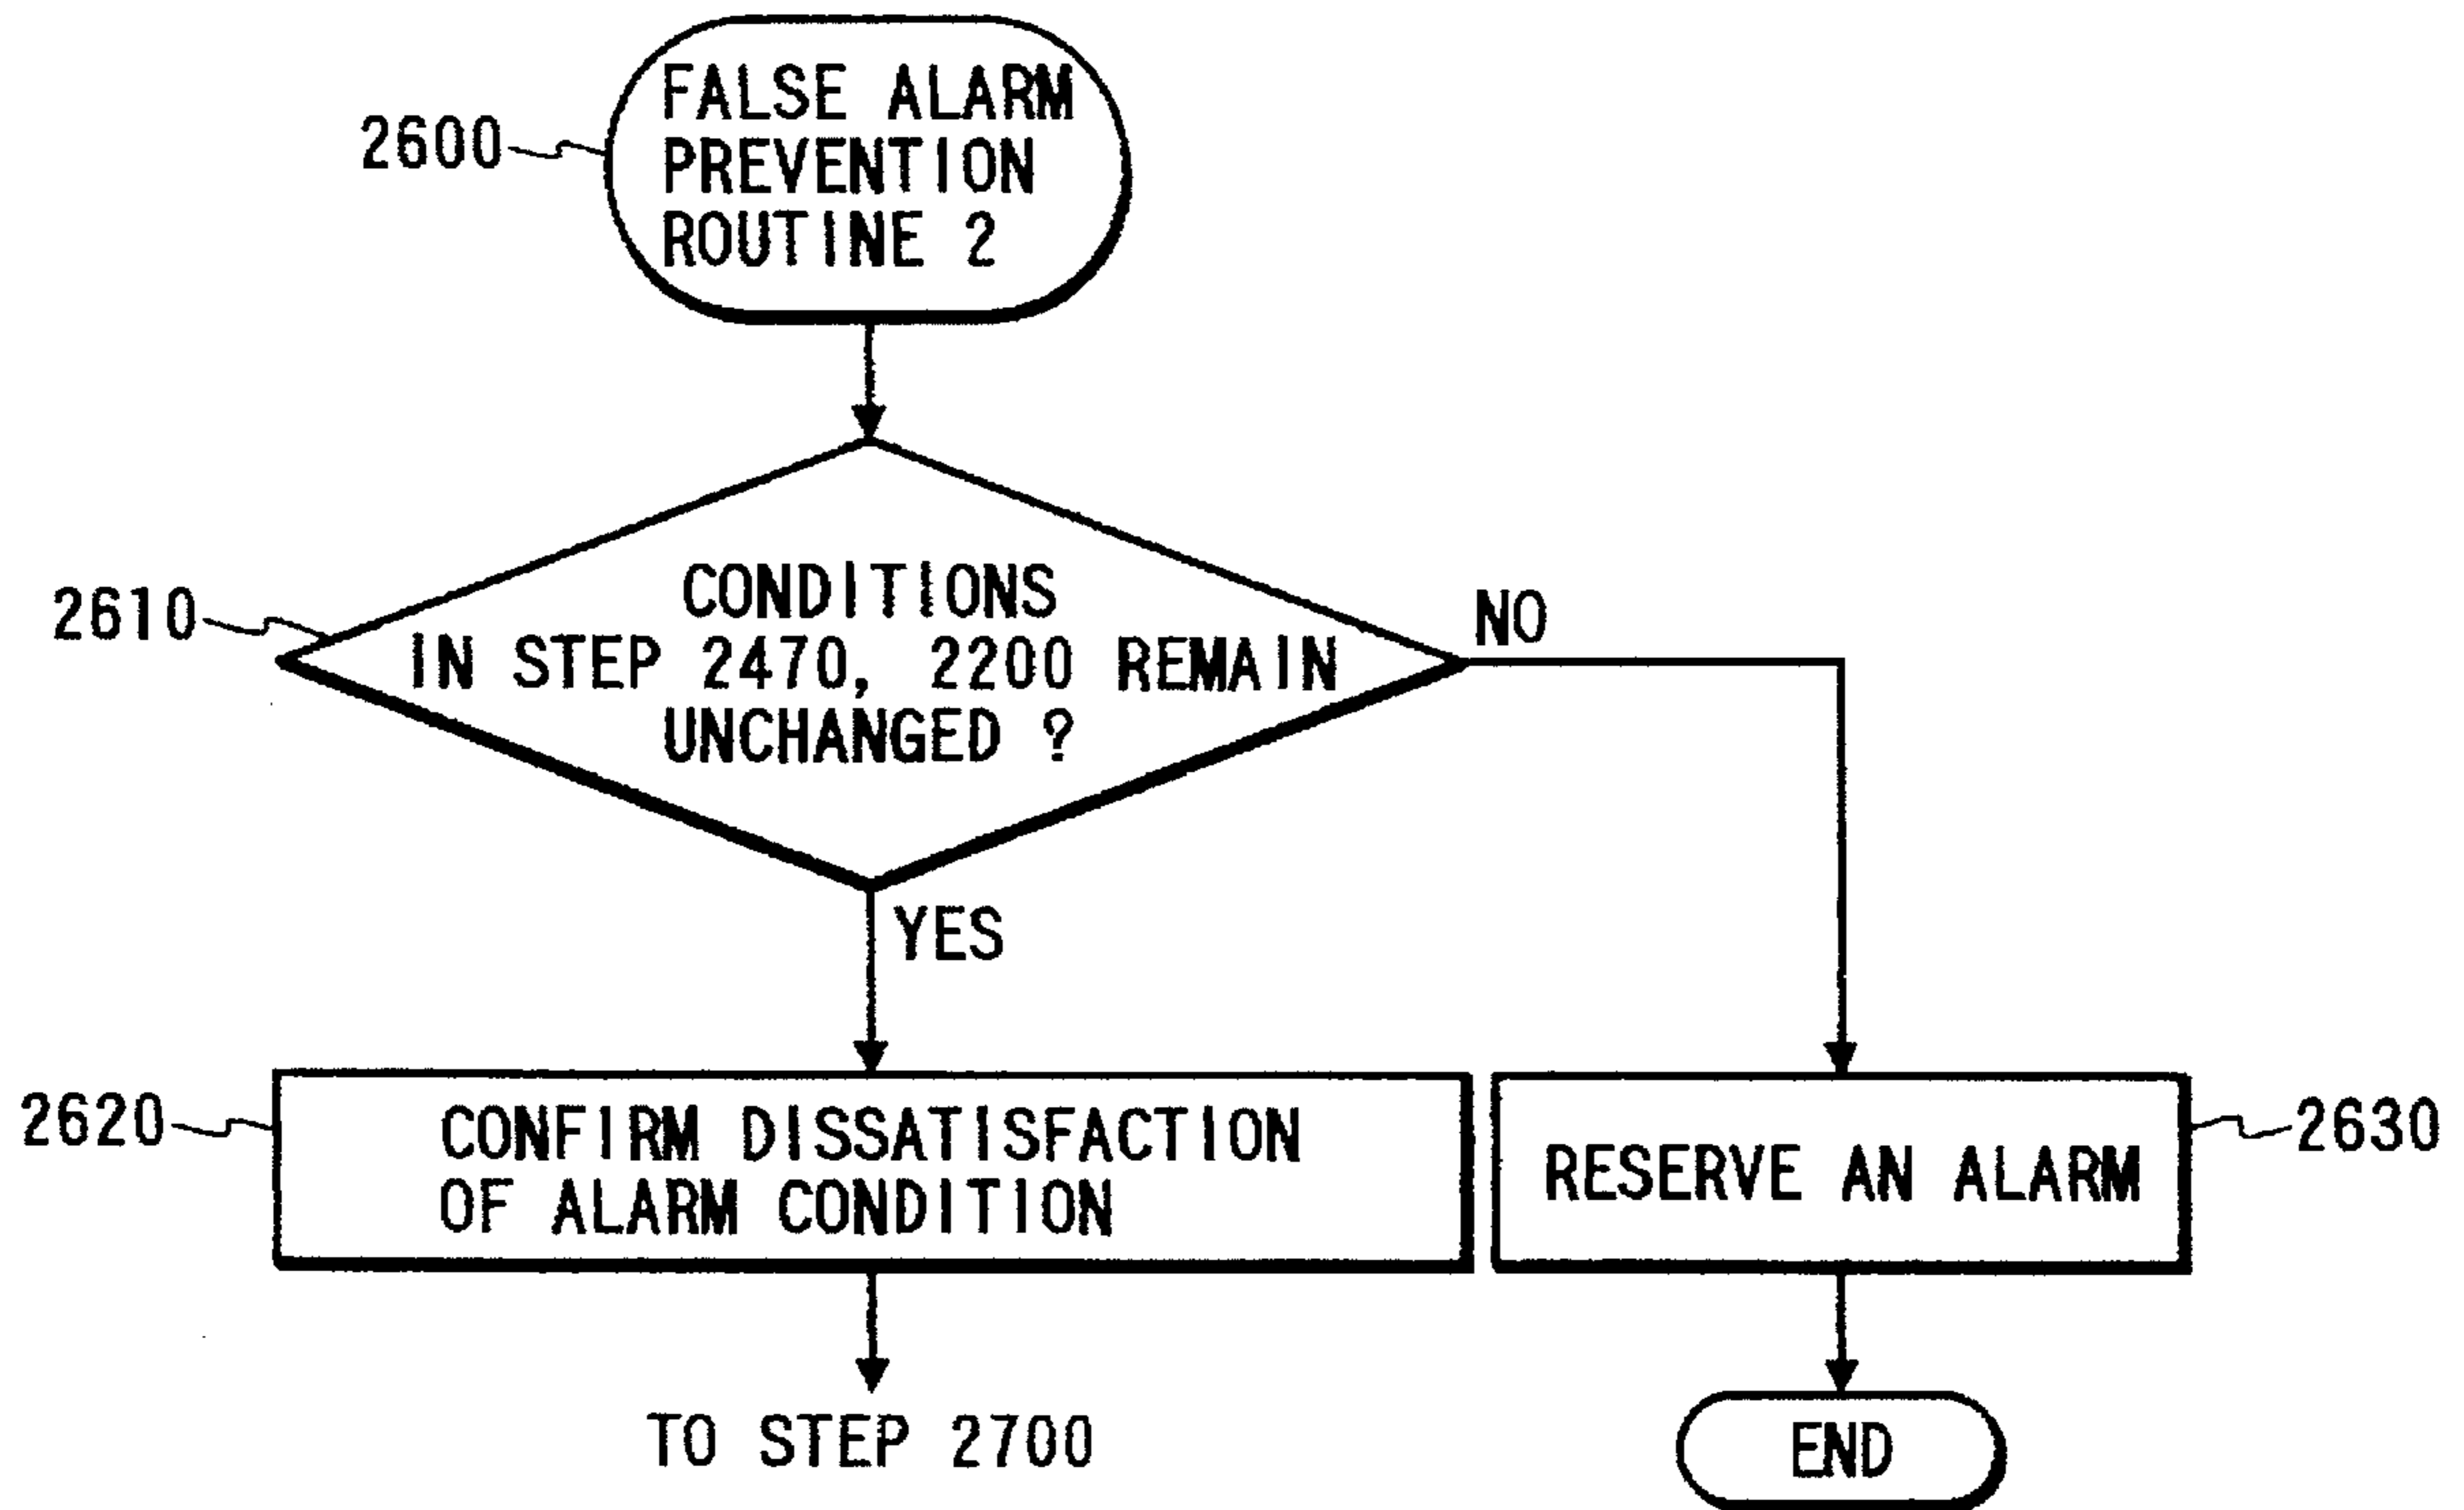 FALSE ALARM
PREVENTION
ROUTINE 2
2600
CONDITIONS
IN STEP 2470, 2200 REMAIN
UNCHANGED ?
2610
NO
YES
2620
CONFIRM DISSATISFACTION
OF ALARM CONDITION
RESERVE AN ALARM
2630
TO STEP 2700
END